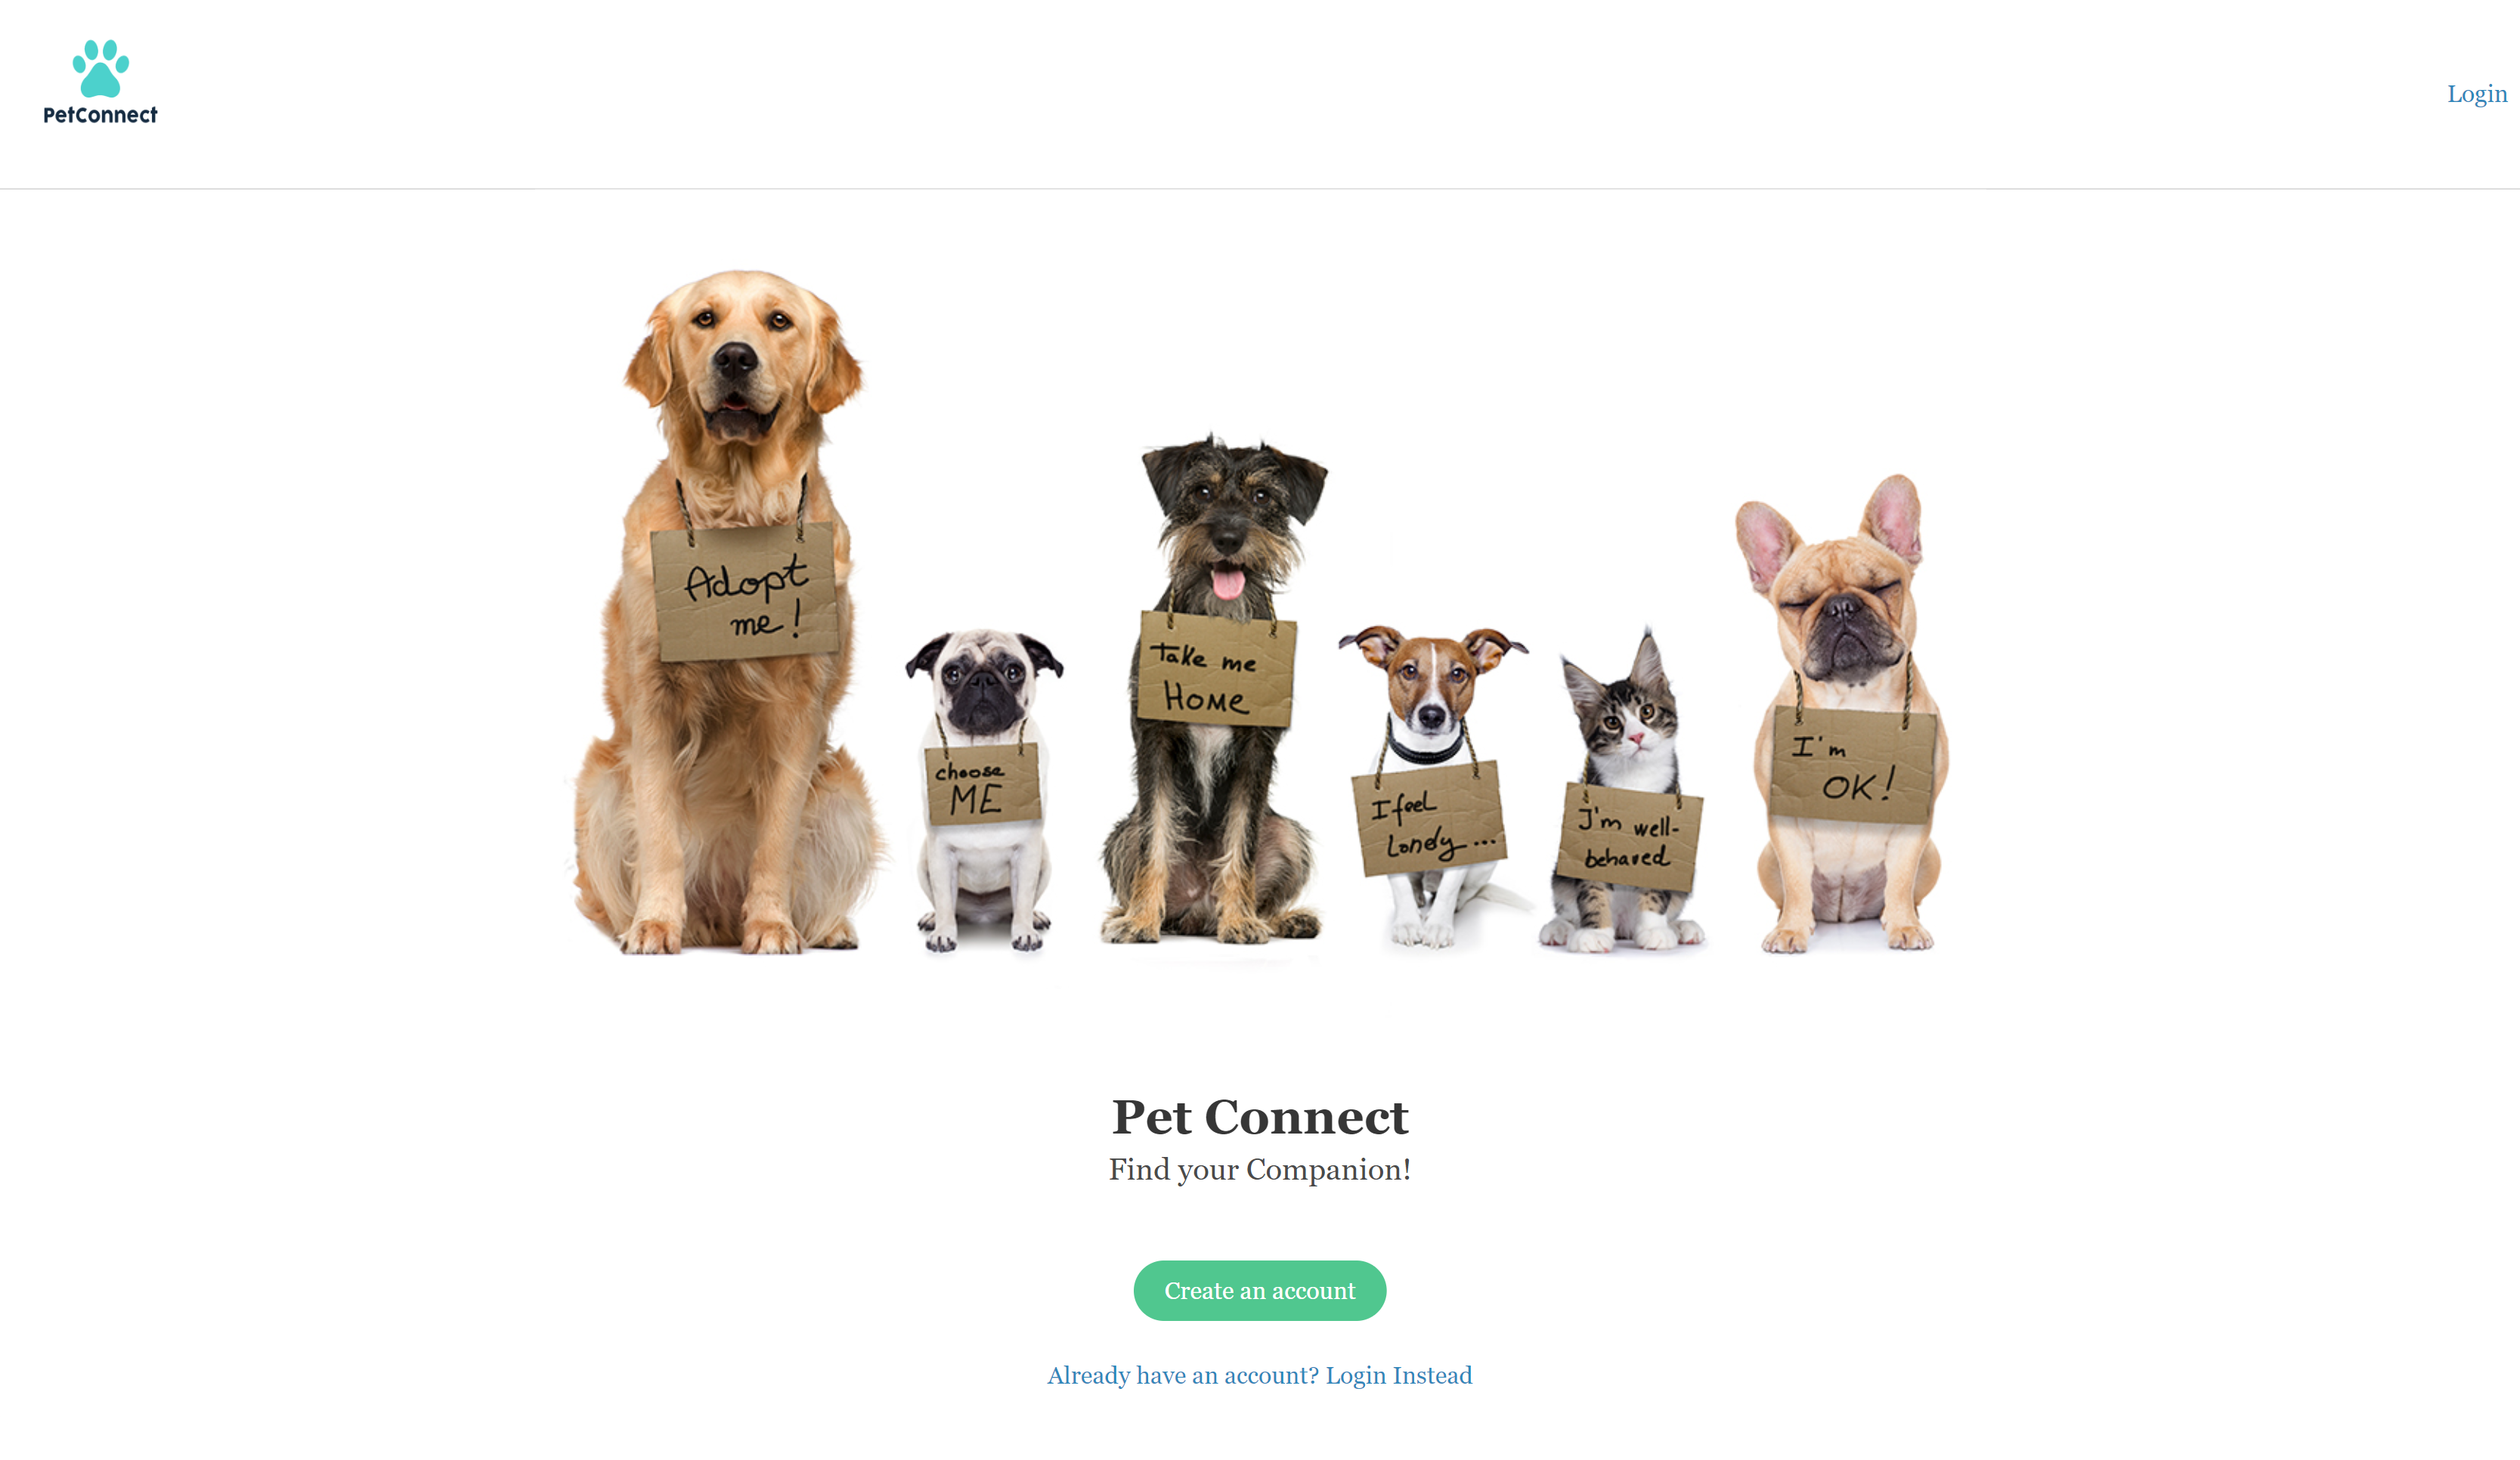 PetConnect
Login
Adopt
me!
choose
ME
Take me
HOME
I feel
Lonely...
I'm well-
behaved
I'm
OK!
Pet Connect
Find your Companion!
Create an account
Already have an account? Login Instead